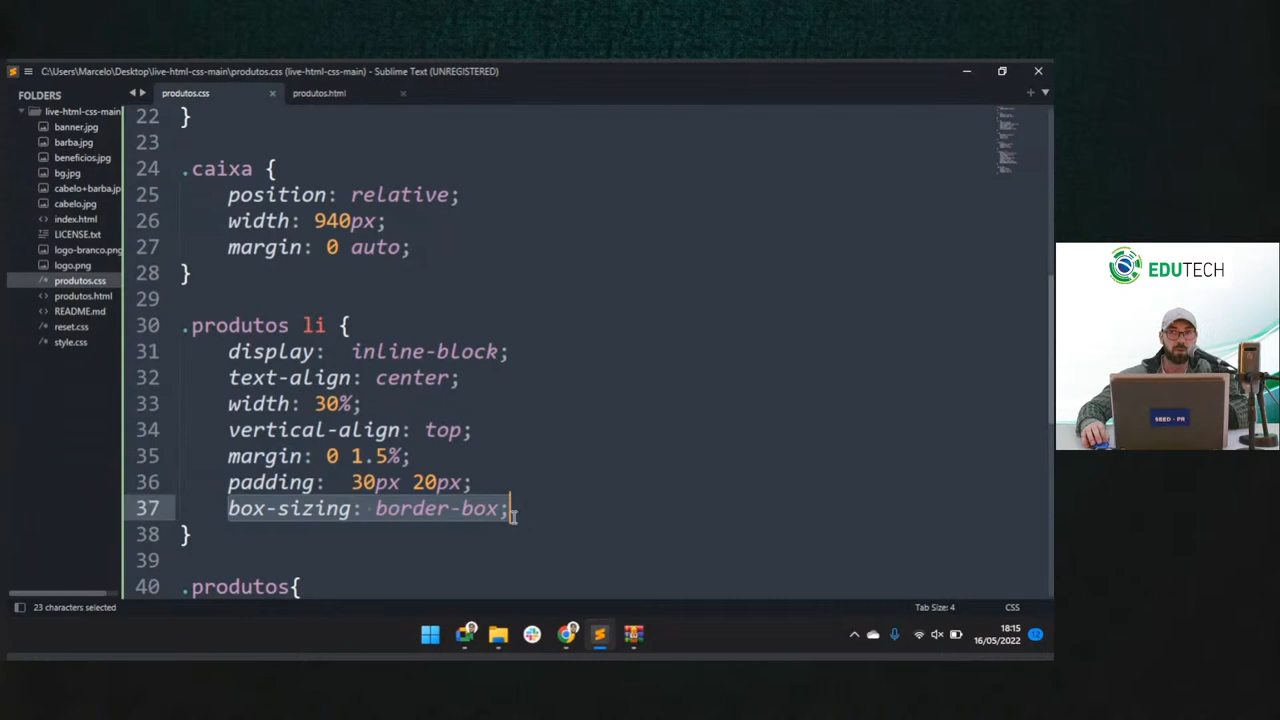 C:\Users\Marcelo\Desktop\live-html-css-main\produtos.css (live-html-css-main) - Sublime Text (UNREGISTERED)
FOLDERS
produtos.css
produtos.html
live-html-css-main
banner.jpg
barba.jpg
beneficios.jpg
bg.jpg
cabelo+barba.jp
cabelo.jpg
index.html
LICENSE.txt
logo-branco.png
logo.png
produtos.css
produtos.html
README.md
reset.css
style.css
22 }
23
24 .caixa {
25 position: relative;
26 width: 940px;
27 margin: 0 auto;
28 }
29
30 .produtos li {
31 display: inline-block;
32 text-align: center;
33 width: 30%;
34 vertical-align: top;
35 margin: 0 1.5%;
36 padding: 30px 20px;
37 box-sizing: border-box;
38 }
39
40 .produtos{
EDUTECH
SEED - PR
23 characters selected
Tab Size: 4
CSS
18:15
16/05/2022
12